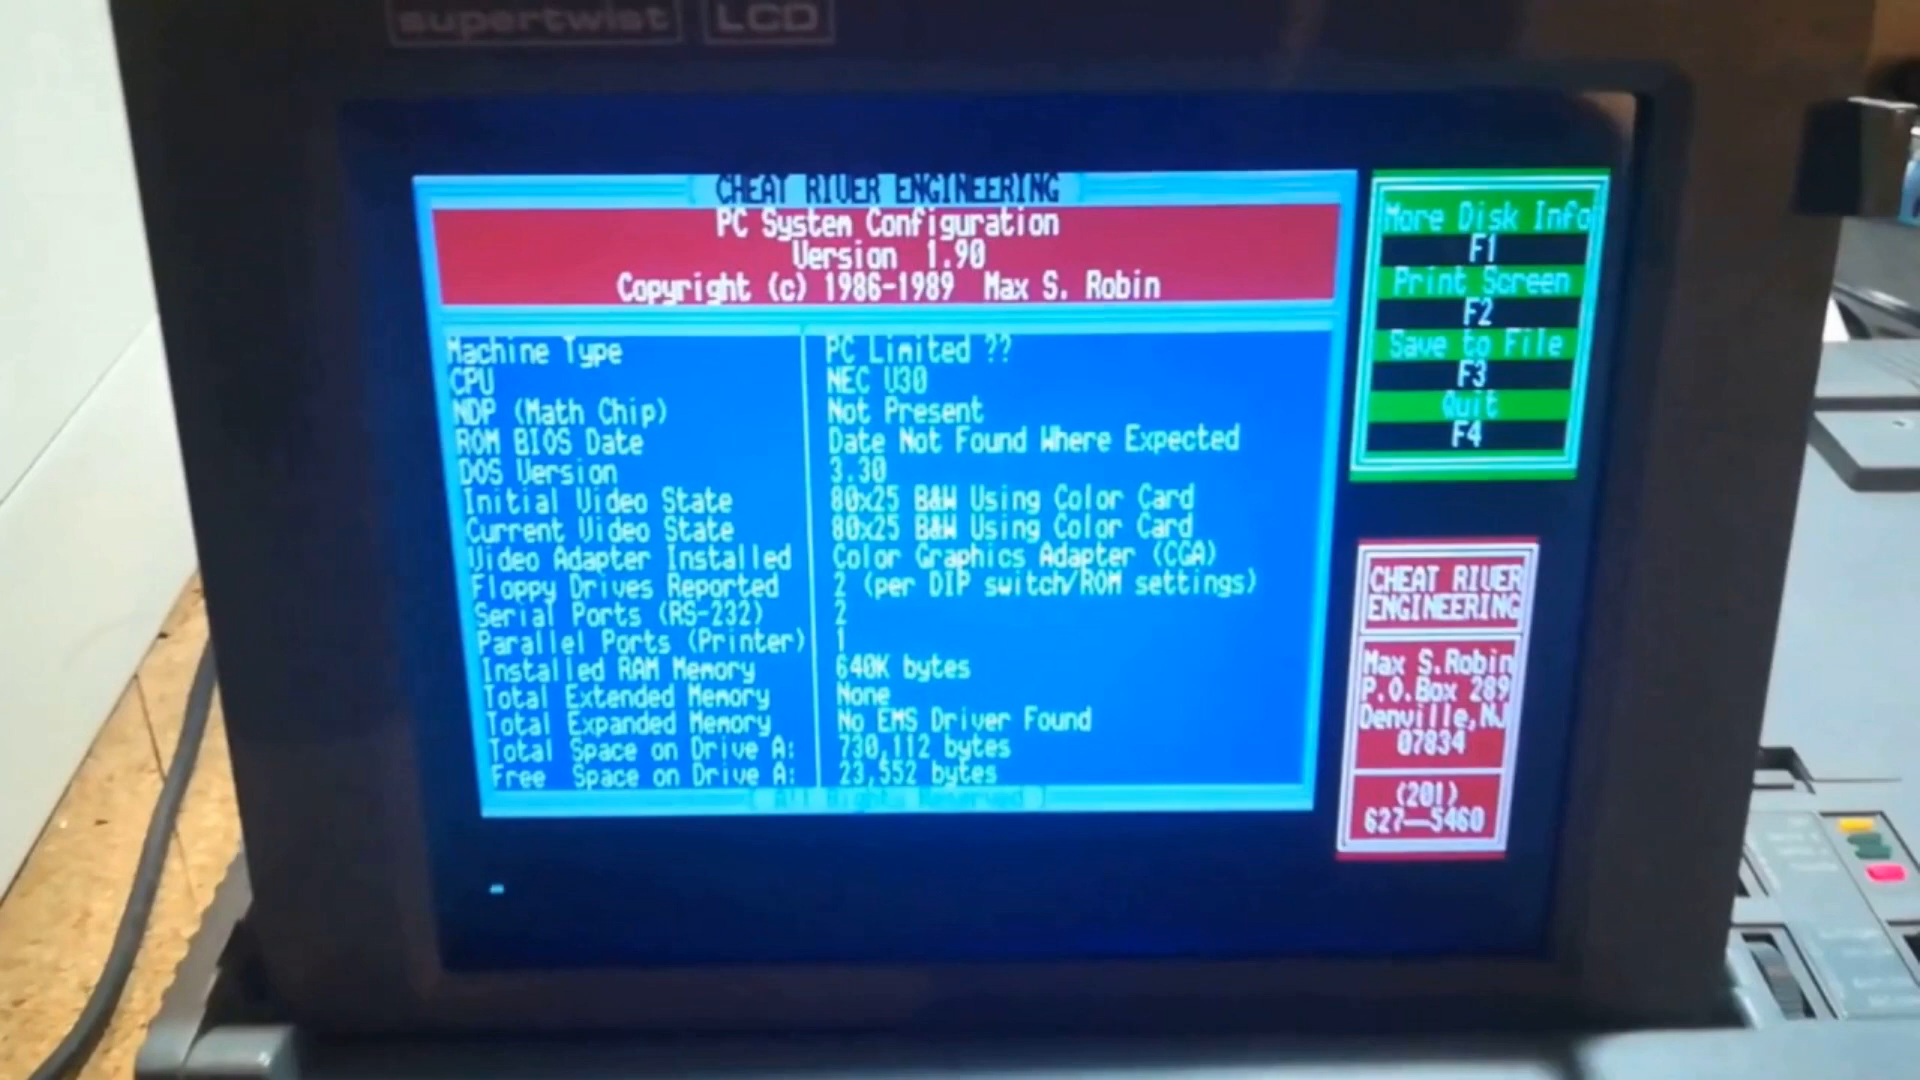 supertwist LCD
CHEAT RIVER ENGINEERING
PC System Configuration
Version 1.90
Copyright (c) 1986-1989 Max S. Robin
Machine Type PC Limited ??
CPU NEC V30
NDP (Math Chip) Not Present
ROM BIOS Date Date Not Found Where Expected
DOS Version 3.30
Initial Video State 80x25 B&W Using Color Card
Current Video State 80x25 B&W Using Color Card
Video Adapter Installed Color Graphics Adapter (CGA)
Floppy Drives Reported 2 (per DIP switch/ROM settings)
Serial Ports (RS-232) 2
Parallel Ports (Printer) 1
Installed RAM Memory 640K bytes
Total Extended Memory None
Total Expanded Memory No EMS Driver Found
Total Space on Drive A: 730,112 bytes
Free Space on Drive A: 23,552 bytes
All Rights Reserved
More Disk Info
F1
Print Screen
F2
Save to File
F3
Quit
F4
CHEAT RIVER
ENGINEERING
Max S.Robin
P.O.Box 289
Denville,NJ
07834
(201)
627-5460